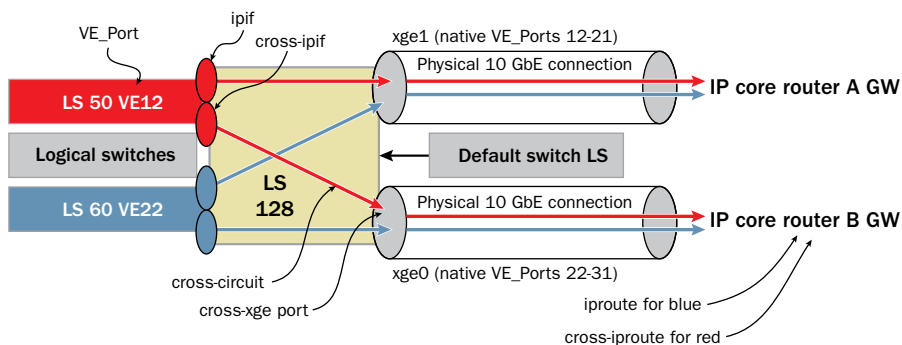 ipif
VE_Port
cross-ipif
xge1 (native VE_Ports 12-21)
Physical 10 GbE connection
LS 50 VE12
IP core router A GW
Logical switches
Default switch LS
LS
128
LS 60 VE22
Physical 10 GbE connection
IP core router B GW
cross-circuit
xge0 (native VE_Ports 22-31)
cross-xge port
iproute for blue
cross-iproute for red